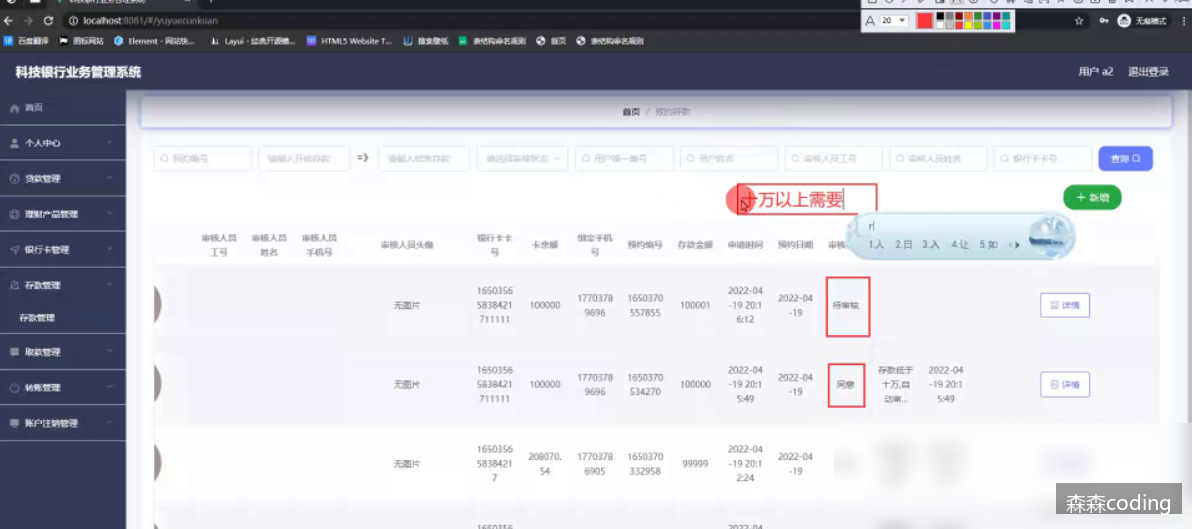 科技银行业务管理系统
localhost:8081/#/yuyuecunkuan
20
无痕模式
百度翻译
图标网站
Element - 网站快...
Layui - 经典开源模...
HTML5 Website T...
搜索壁纸
表结构命名规则
首页
表结构命名规则
科技银行业务管理系统
用户 a2
退出登录
首页
个人中心
贷款管理
理财产品管理
银行卡管理
存款管理
存款管理
取款管理
转账管理
账户注销管理
首页 / 预约存款
预约编号
请输入开始存款
=》
请输入结束存款
请选择审核状态
用户唯一编号
用户姓名
审核人员工号
审核人员姓名
银行卡卡号
查询
十万以上需要
+ 新增
r
1.人 2.日 3.入 4.让 5.如
审核人员工号 审核人员姓名 审核人员手机号 审核人员头像 银行卡卡号 卡余额 绑定手机号 预约编号 存款金额 申请时间 预约日期
无图片 16503565838421711111 100000 17703789696 1650370557855 100001 2022-04-19 20:16:12 2022-04-19 待审核 详情
无图片 16503565838421711111 100000 17703789696 1650370534270 100000 2022-04-19 20:15:49 2022-04-19 同意 存款低于十万,自动审... 2022-04-19 20:15:49 详情
无图片 165035658384217 208070.54 17703786905 1650370332958 99999 2022-04-19 20:12:24 2022-04-19
森森coding